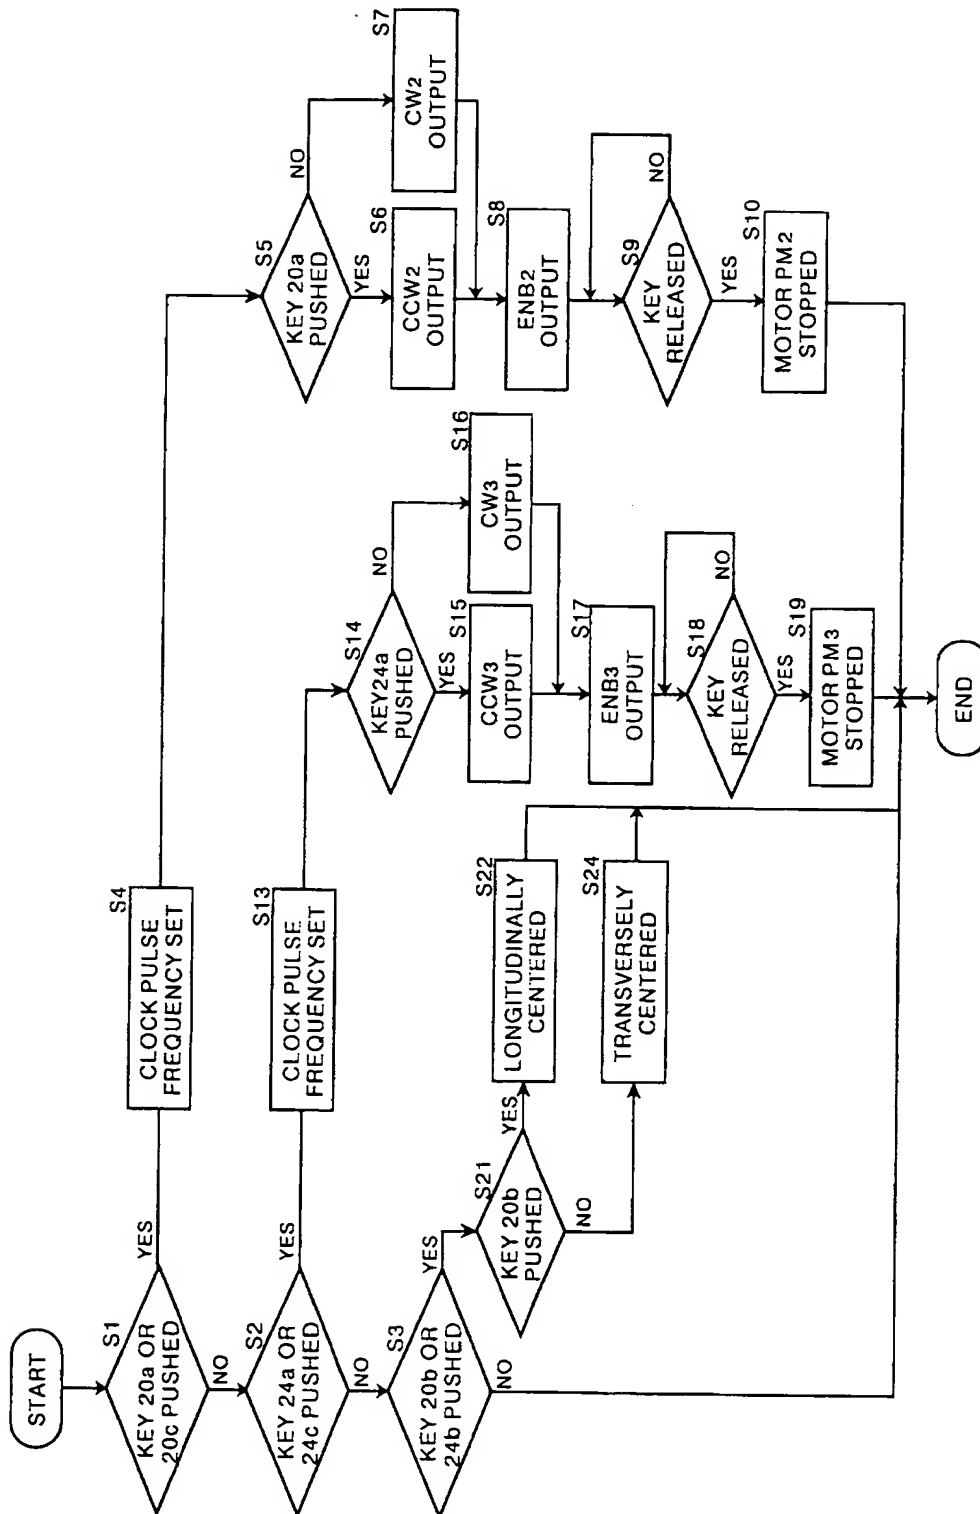 START
S1
KEY 20a OR
20c PUSHED
YES
NO
S2
KEY 24a OR
24c PUSHED
YES
NO
S3
KEY 20b OR
24b PUSHED
YES
NO
S4
CLOCK PULSE
FREQUENCY SET
S13
CLOCK PULSE
FREQUENCY SET
S21
KEY 20b
PUSHED
YES
NO
S22
LONGITUDINALLY
CENTERED
S24
TRANSVERSELY
CENTERED
S14
KEY24a
PUSHED
YES
NO
S15
CCW3
OUTPUT
S16
CW3
OUTPUT
S17
ENB3
OUTPUT
S18
KEY
RELEASED
NO
YES
S19
MOTOR PM3
STOPPED
S5
KEY 20a
PUSHED
YES
NO
S6
CCW2
OUTPUT
S7
CW2
OUTPUT
S8
ENB2
OUTPUT
S9
KEY
RELEASED
NO
YES
S10
MOTOR PM2
STOPPED
END